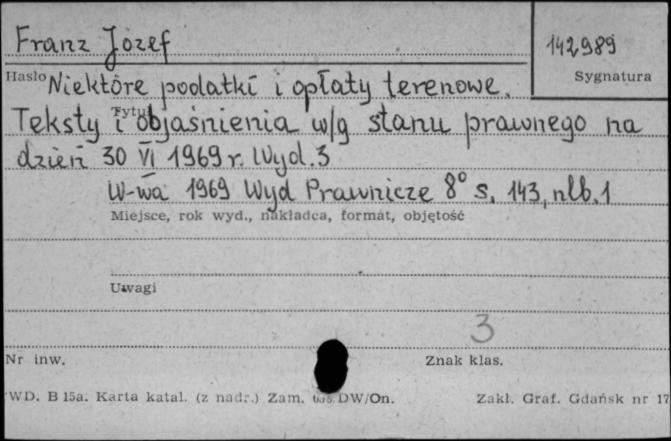 Franz Józef
142989
Hasło
Sygnatura
Niektóre podatki i opłaty terenowe.
Tytuł
Teksty i objaśnienia w/g stanu prawnego na
dzień 30 VI 1969 r. Wyd. 3
W-wa 1969 Wyd Prawnicze 8° s. 143, nlb. 1
Miejsce, rok wyd., nakładca, format, objętość
Uwagi
3
Nr inw.
Znak klas.
WD. B 15a. Karta katal. (z nadr.) Zam. DW/On.
Zakł. Graf. Gdańsk nr 17